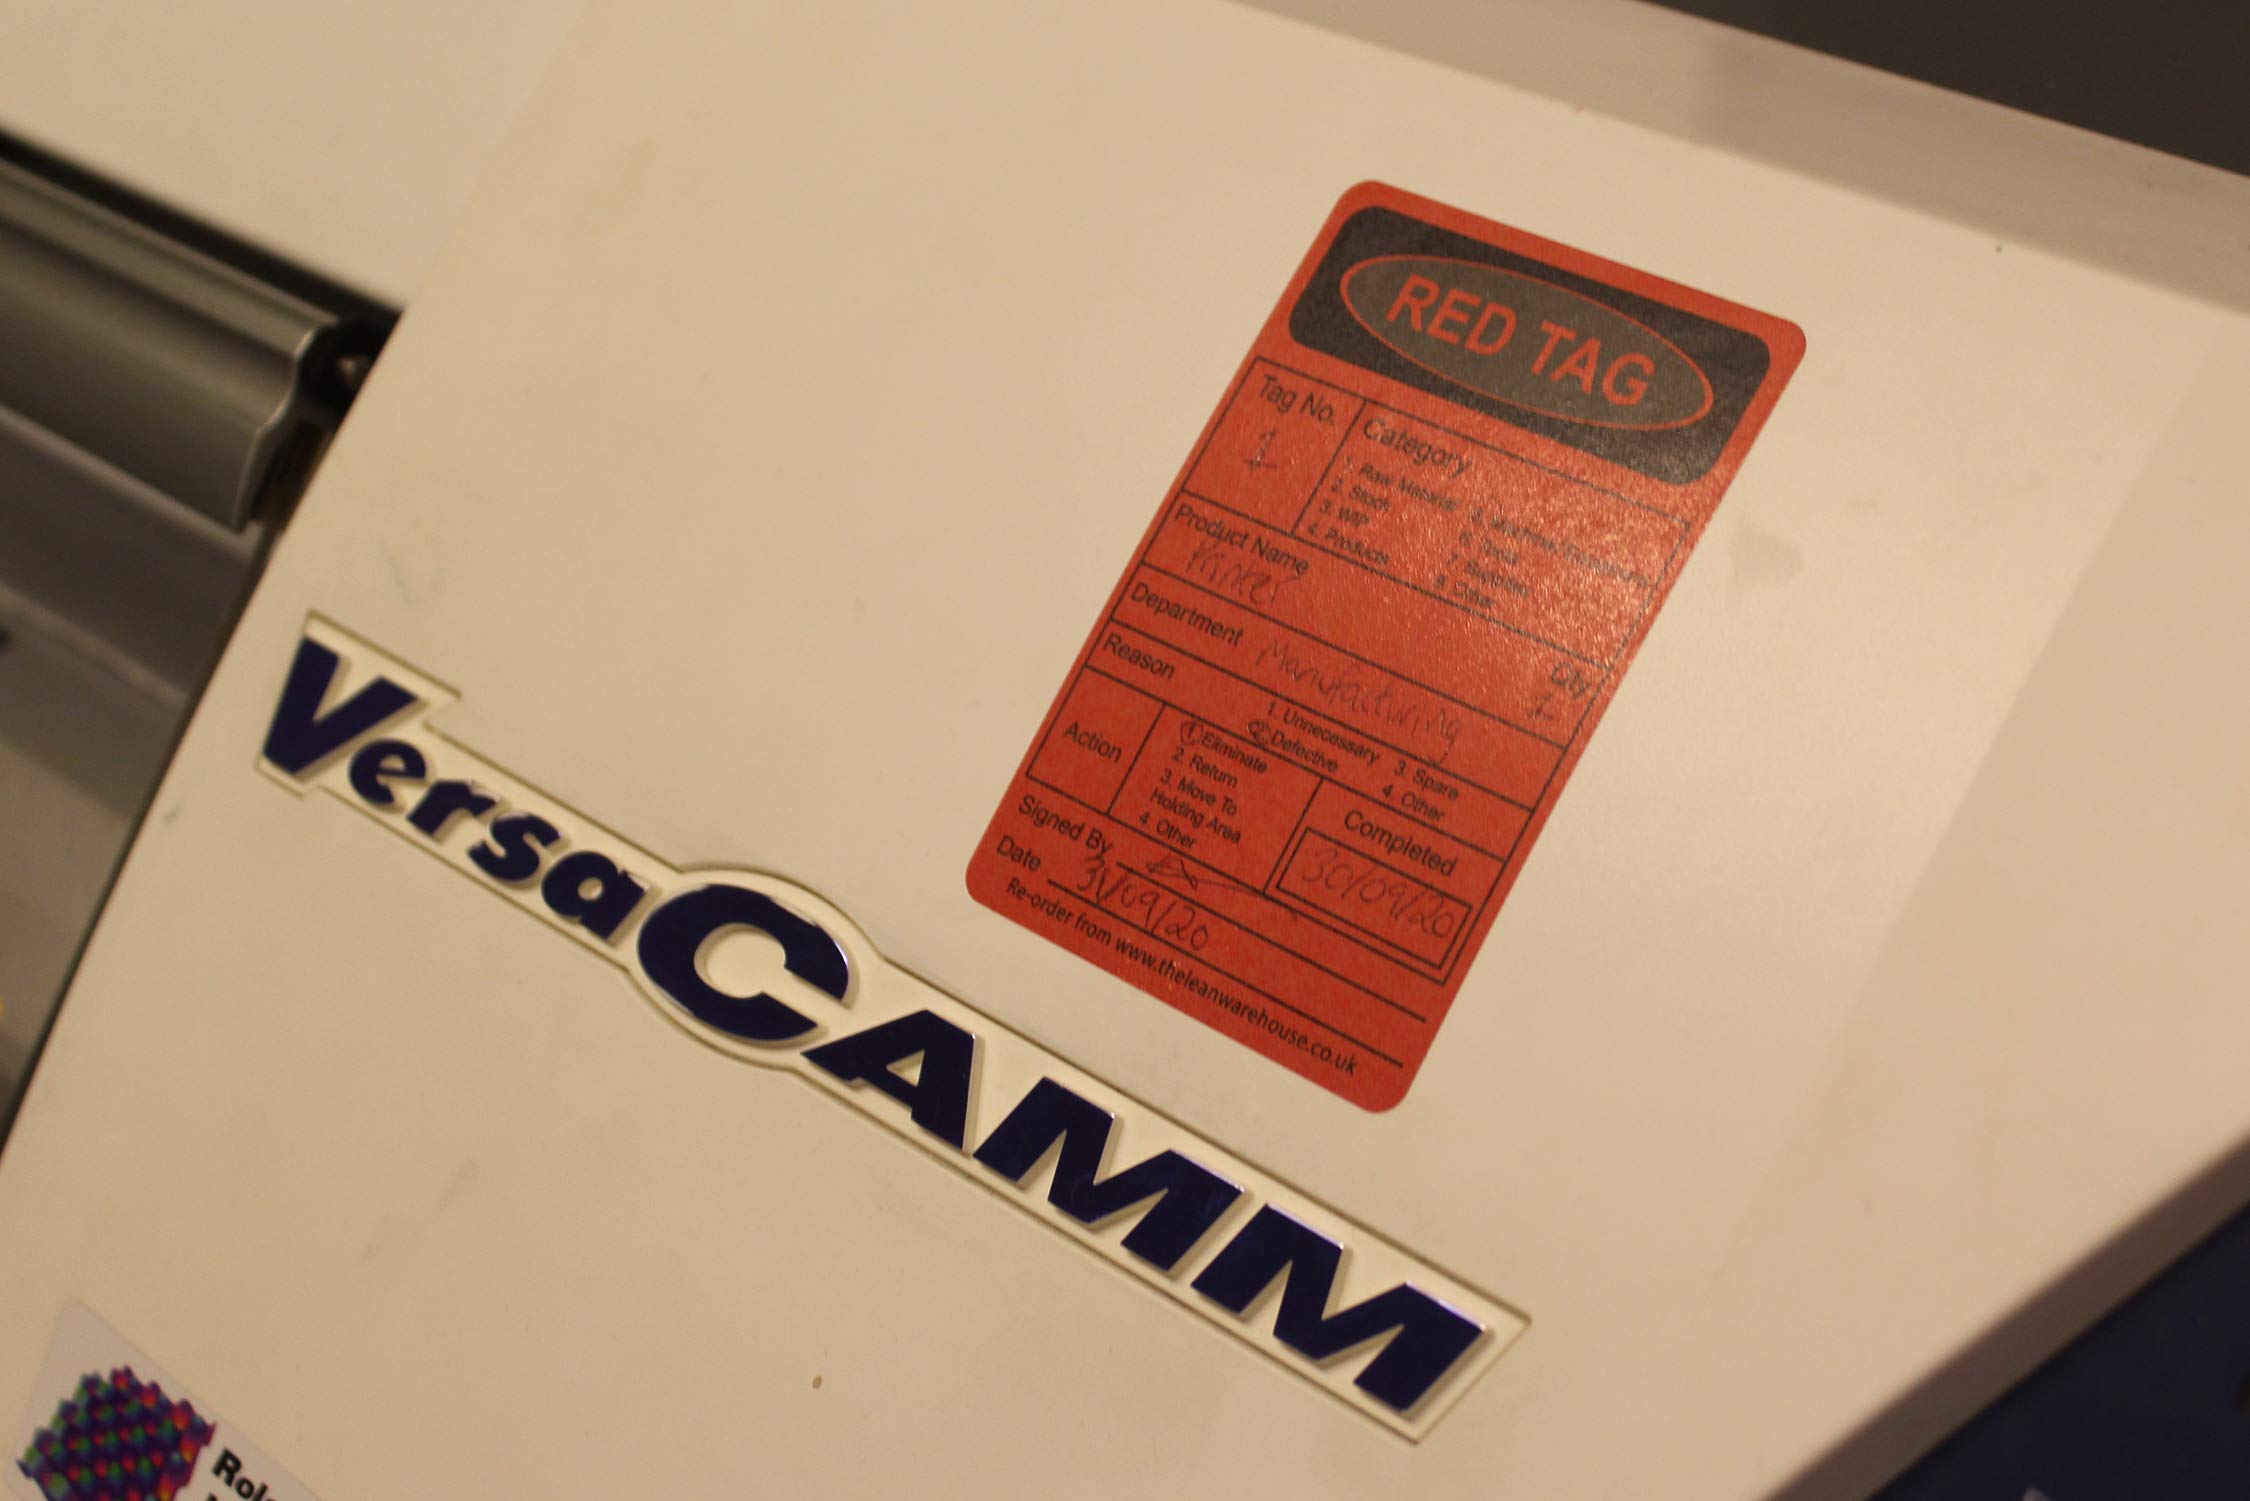 RED TAG
Tag No.
1
Category
1. Raw Material
2. Stock
3. WIP
4. Products
6. Tools
7. Supplies
8. Other
Product Name
Printer
Qty
1
Department Manufacturing
Reason
1. Unnecessary 3. Spare
2. Defective 4. Other
Action
1 Eliminate
2. Return
3. Move To
Holding Area
4. Other
Completed
30/09/20
Signed By
Date /09/20
Re-order from www.theleanwarehouse.co.uk
VersaCAMM